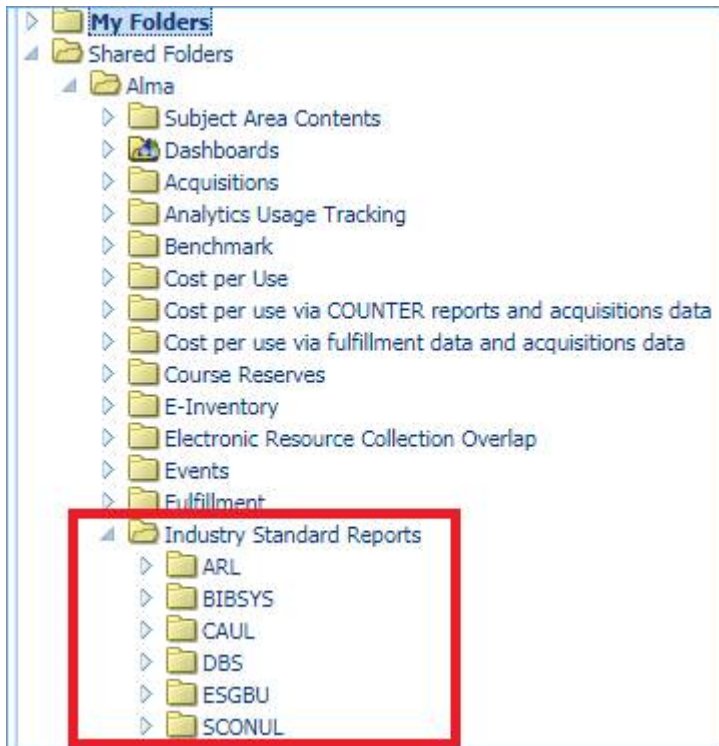 My Folders
Shared Folders
Alma
Subject Area Contents
Dashboards
Acquisitions
Analytics Usage Tracking
Benchmark
Cost per Use
Cost per use via COUNTER reports and acquisitions data
Cost per use via fulfillment data and acquisitions data
Course Reserves
E-Inventory
Electronic Resource Collection Overlap
Events
Fulfillment
Industry Standard Reports
ARL
BIBSYS
CAUL
DBS
ESGBU
SCONUL